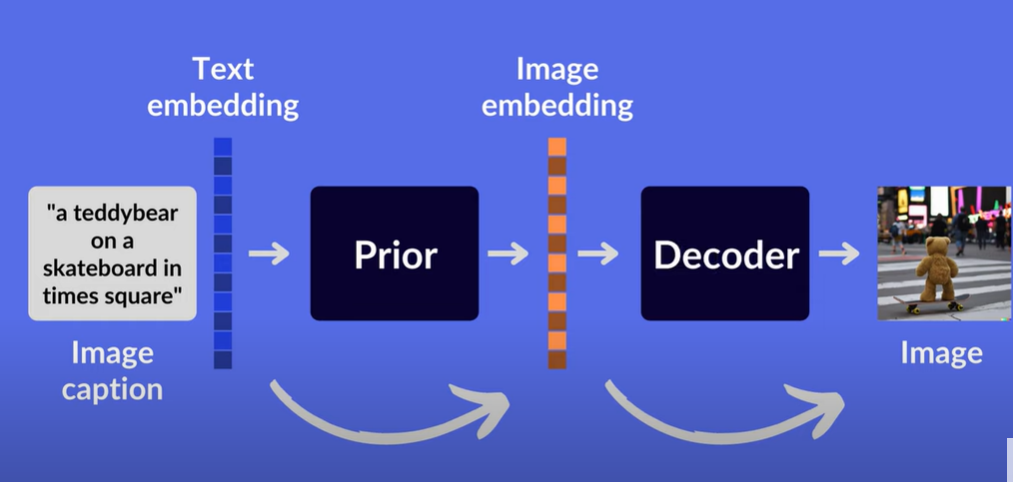 Text
embedding
Image
embedding
"a teddybear
on a
skateboard in
times square"
Prior
Decoder
Image
caption
Image